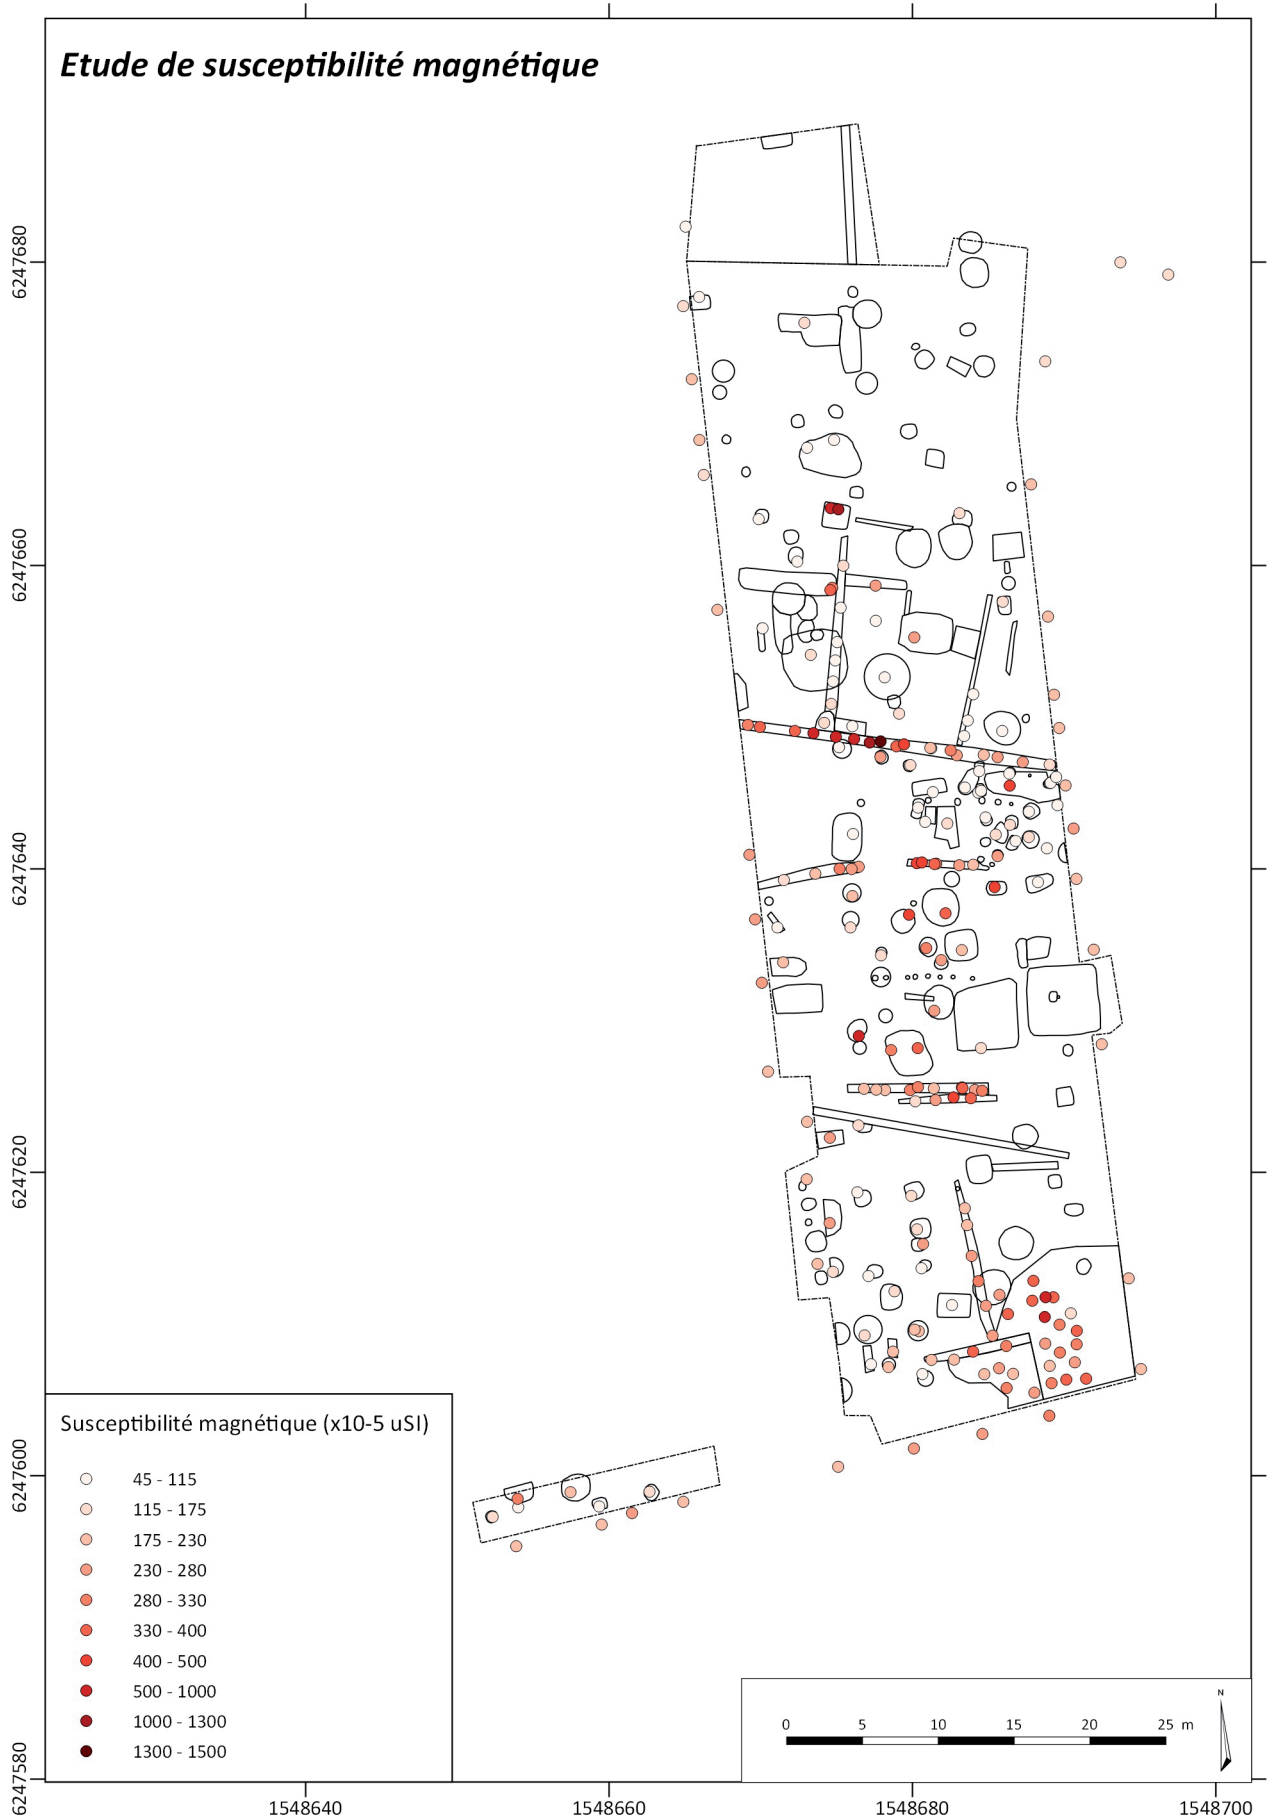 Etude de susceptibilité magnétique
6247680
6247660
6247640
6247620
6247600
6247580
Susceptibilité magnétique (x10-5 uSI)
45 - 115
115 - 175
175 - 230
230 - 280
280 - 330
330 - 400
400 - 500
500 - 1000
1000 - 1300
1300 - 1500
N
0 5 10 15 20 25 m
1548640 1548660 1548680 1548700